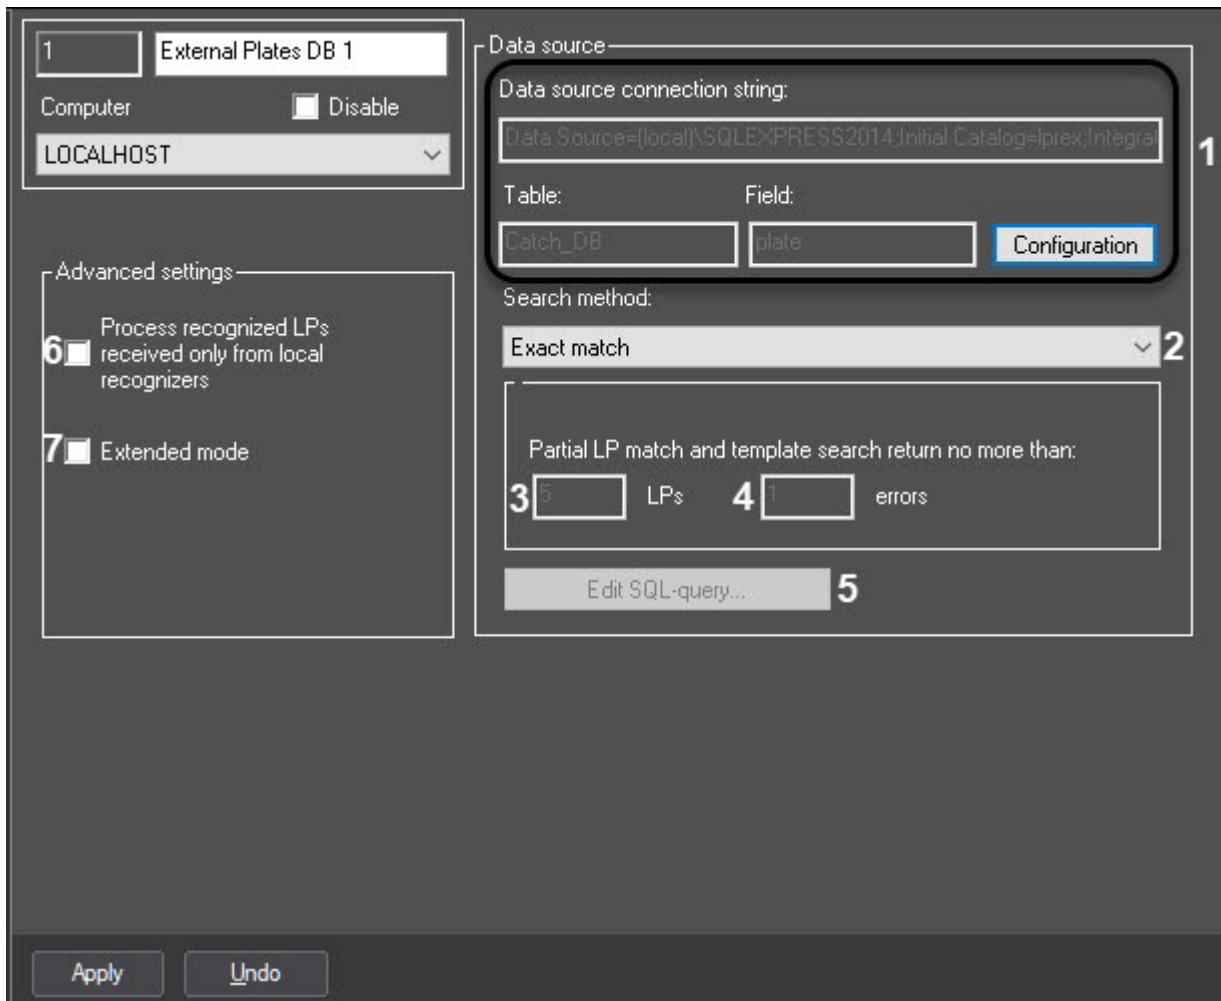 1
External Plates DB 1
Computer
Disable
LOCALHOST
Advanced settings
6
Process recognized LPs
received only from local
recognizers
7
Extended mode
Data source
Data source connection string:
Data Source=(local)\SQLEXPRESS2014;Initial Catalog=lprex;Integra
1
Table:
Field:
Catch_DB
plate
Configuration
Search method:
Exact match
2
Partial LP match and template search return no more than:
3
5
LPs
4
1
errors
Edit SQL-query...
5
Apply
Undo